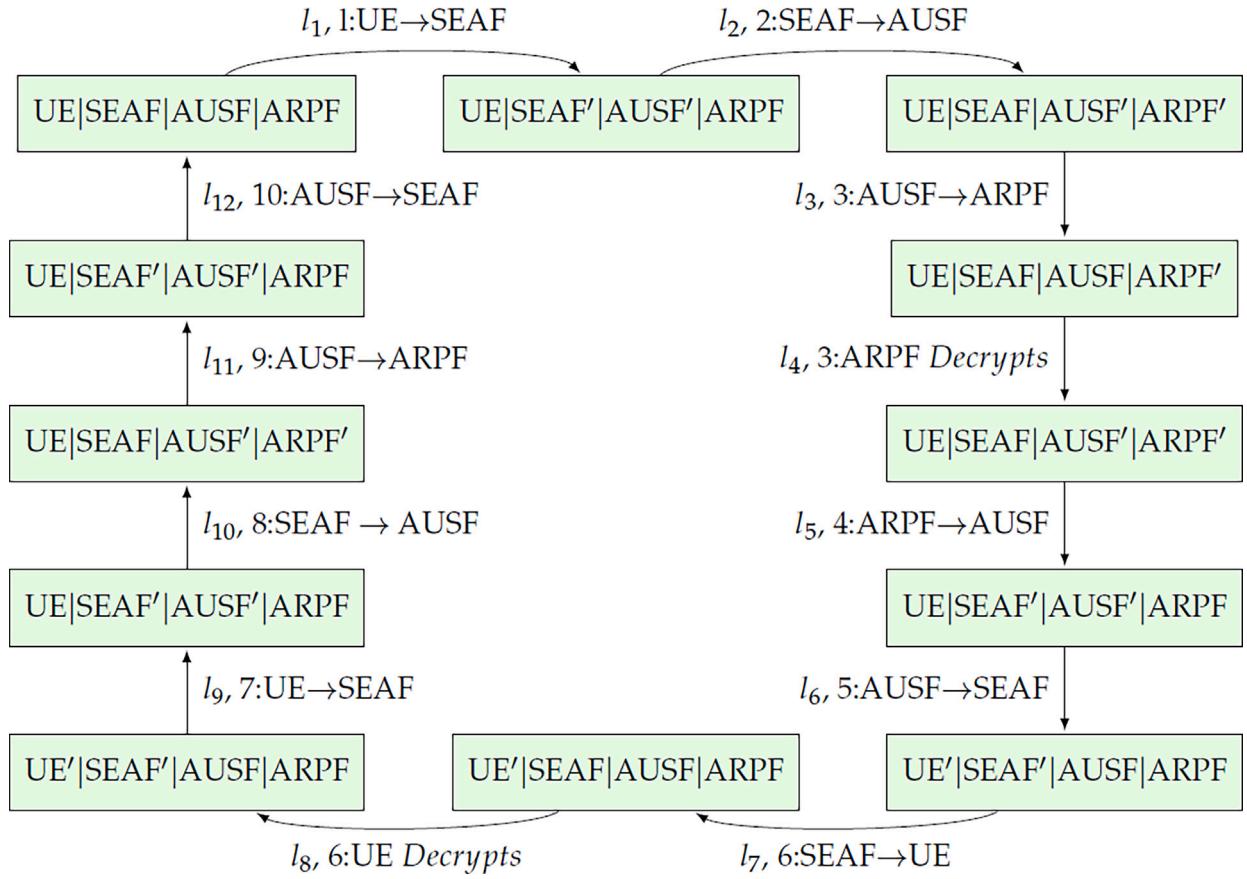 l₁, 1:UE→SEAF
l₂, 2:SEAF→AUSF
UE|SEAF|AUSF|ARPF
UE|SEAF′|AUSF′|ARPF
UE|SEAF|AUSF′|ARPF′
l₁₂, 10:AUSF→SEAF
l₃, 3:AUSF→ARPF
UE|SEAF′|AUSF′|ARPF
UE|SEAF|AUSF|ARPF′
l₁₁, 9:AUSF→ARPF
l₄, 3:ARPF Decrypts
UE|SEAF|AUSF′|ARPF'
UE|SEAF|AUSF′|ARPF′
l₁₀, 8:SEAF → AUSF
l₅, 4:ARPF→AUSF
UE|SEAF′|AUSF′|ARPF
UE|SEAF′|AUSF′|ARPF
l₉, 7:UE→SEAF
l₆, 5:AUSF→SEAF
UE′|SEAF′|AUSF|ARPF
UE′|SEAF|AUSF|ARPF
UE′|SEAF′|AUSF|ARPF
l₈, 6:UE Decrypts
l₇, 6:SEAF→UE